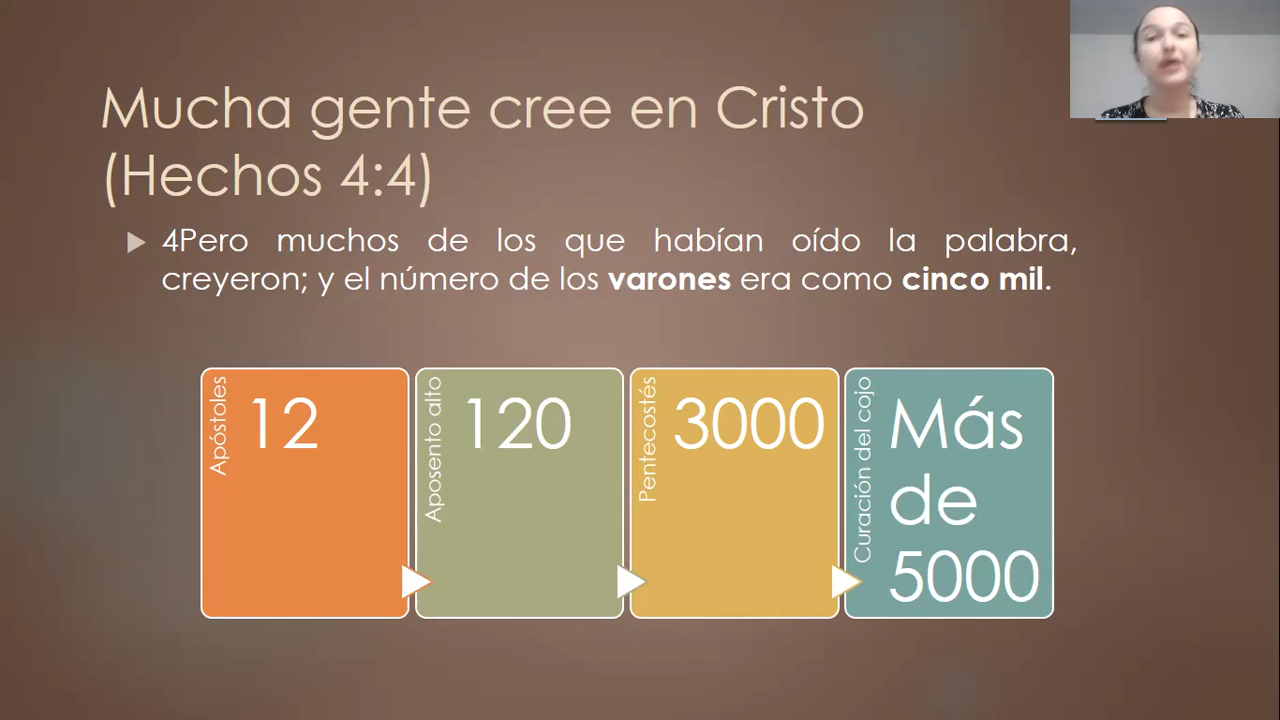 Mucha gente cree en Cristo
(Hechos 4:4)
4Pero muchos de los que habían oído la palabra,
creyeron; y el número de los varones era como cinco mil.
Apóstoles
12
Aposento alto
120
Pentecostés
3000
Curación del cojo
Más
de
5000